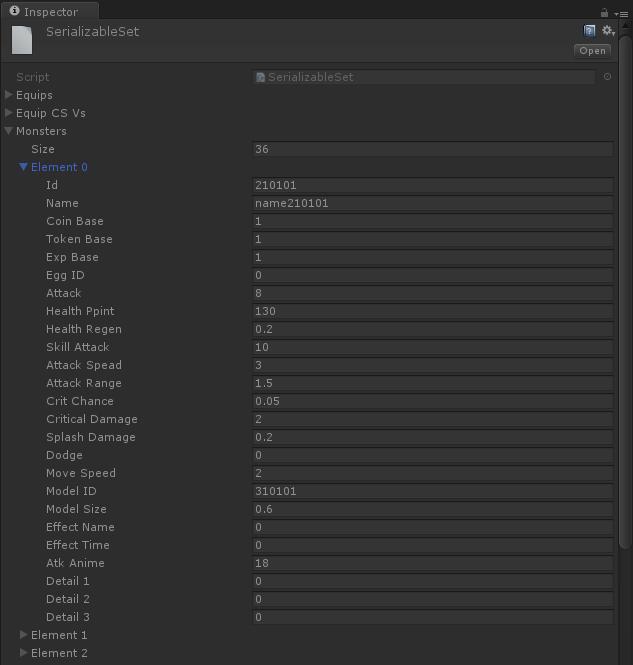 Inspector
SerializableSet
Open
Script SerializableSet
Equips
Equip CS Vs
Monsters
Size 36
Element 0
Id 210101
Name name210101
Coin Base 1
Token Base 1
Exp Base 1
Egg ID 0
Attack 8
Health Ppint 130
Health Regen 0.2
Skill Attack 10
Attack Spead 3
Attack Range 1.5
Crit Chance 0.05
Critical Damage 2
Splash Damage 0.2
Dodge 0
Move Speed 2
Model ID 310101
Model Size 0.6
Effect Name 0
Effect Time 0
Atk Anime 18
Detail 1 0
Detail 2 0
Detail 3 0
Element 1
Element 2